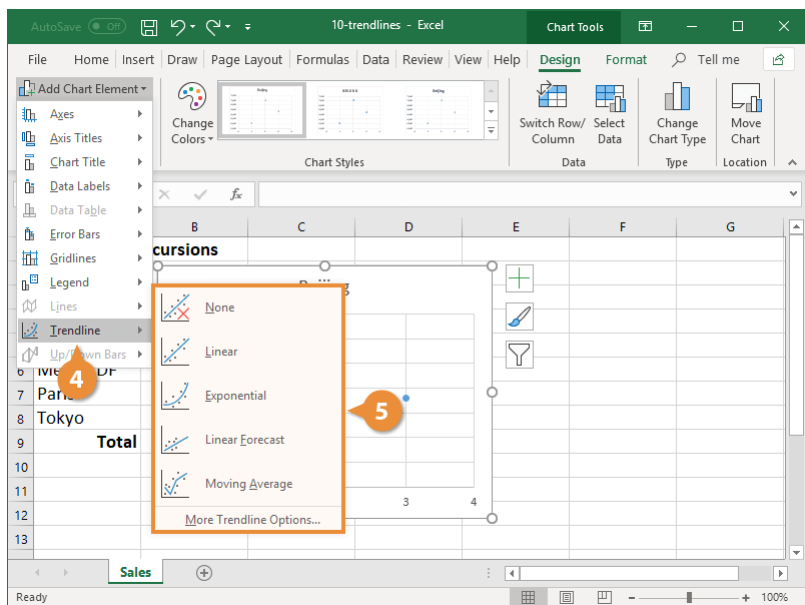 AutoSave Off 10-trendlines - Excel Chart Tools
File Home Insert Draw Page Layout Formulas Data Review View Help Design Format Tell me
Add Chart Element
Axes
Axis Titles
Chart Title
Data Labels
Data Table
Error Bars
Gridlines
Legend
Lines
Trendline
Up/Down Bars
Change Colors
Chart Styles
Switch Row/ Column
Select Data
Data
Change Chart Type
Type
Move Chart
Location
fx
B C D E F G
cursions
None
Linear
Exponential
Linear Forecast
Moving Average
More Trendline Options...
4
5
3 4
6
7 Paris
8 Tokyo
9 Total
10
11
12
13
Sales
Ready 100%